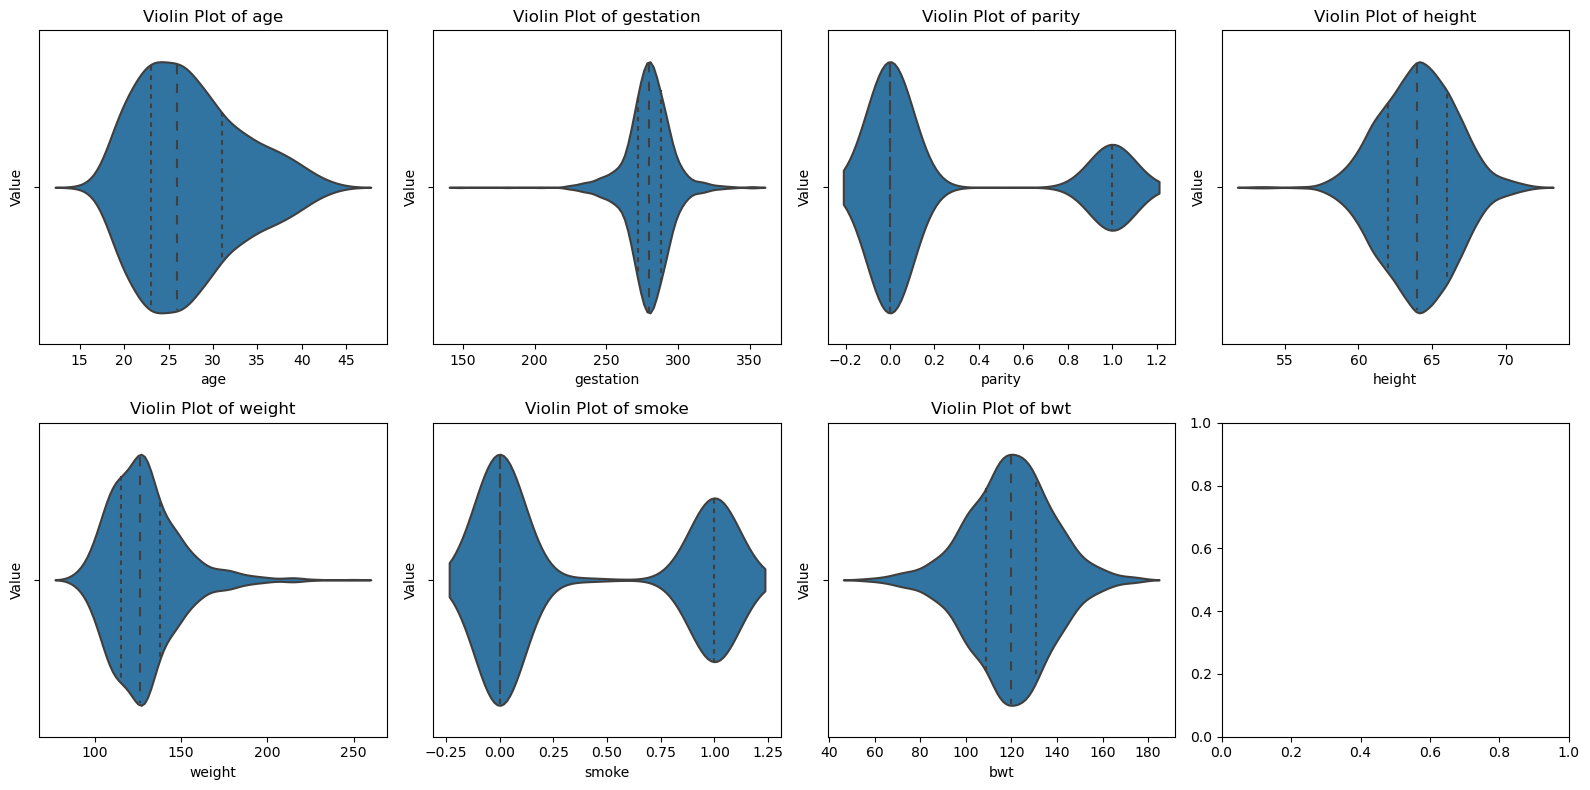 Violin Plot of age
Value
15 20 25 30 35 40 45
age
Violin Plot of gestation
Value
150 200 250 300 350
gestation
Violin Plot of parity
Value
−0.2 0.0 0.2 0.4 0.6 0.8 1.0 1.2
parity
Violin Plot of height
Value
55 60 65 70
height
Violin Plot of weight
Value
100 150 200 250
weight
Violin Plot of smoke
Value
−0.25 0.00 0.25 0.50 0.75 1.00 1.25
smoke
Violin Plot of bwt
Value
40 60 80 100 120 140 160 180
bwt
1.0
0.8
0.6
0.4
0.2
0.0
0.0 0.2 0.4 0.6 0.8 1.0